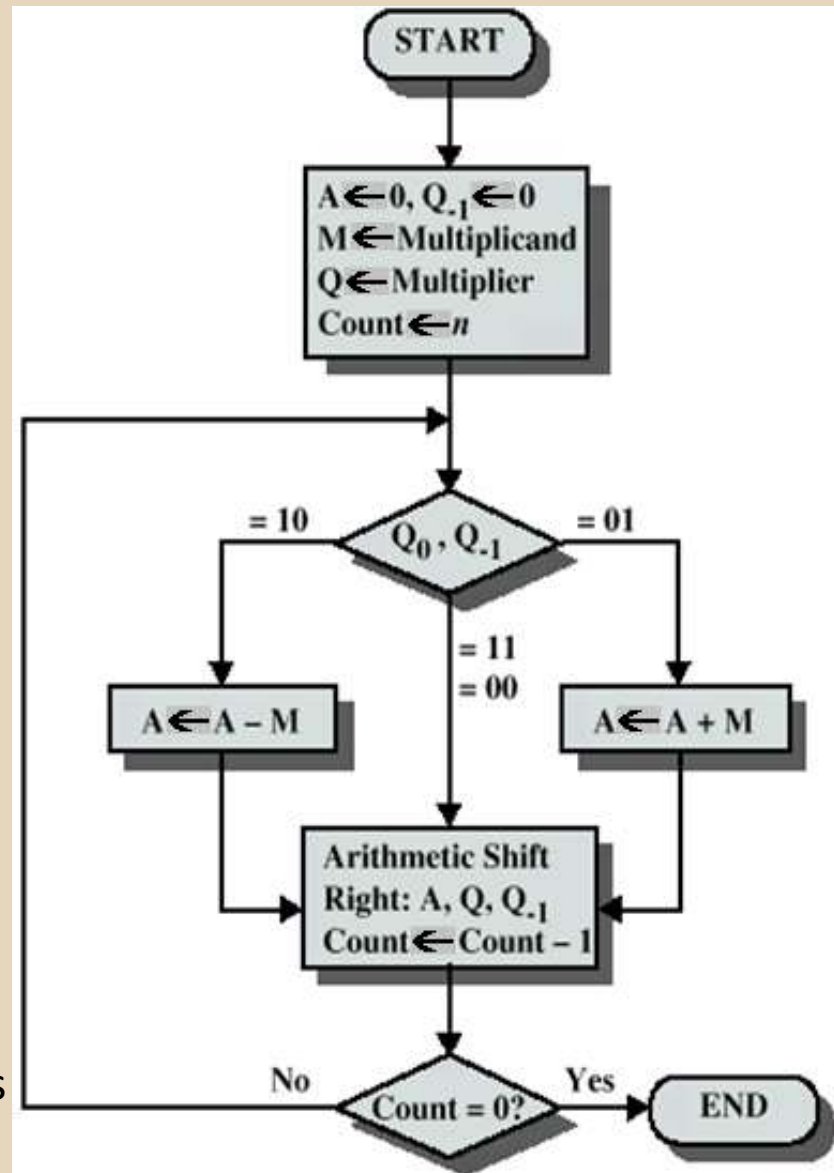 START
A←0, Q₋₁←0
M←Multiplicand
Q←Multiplier
Count←n
= 10
Q₀ , Q₋₁
= 01
= 11
= 00
A←A – M
A←A + M
Arithmetic Shift
Right: A, Q, Q₋₁
Count←Count – 1
s
No
Count = 0?
Yes
END